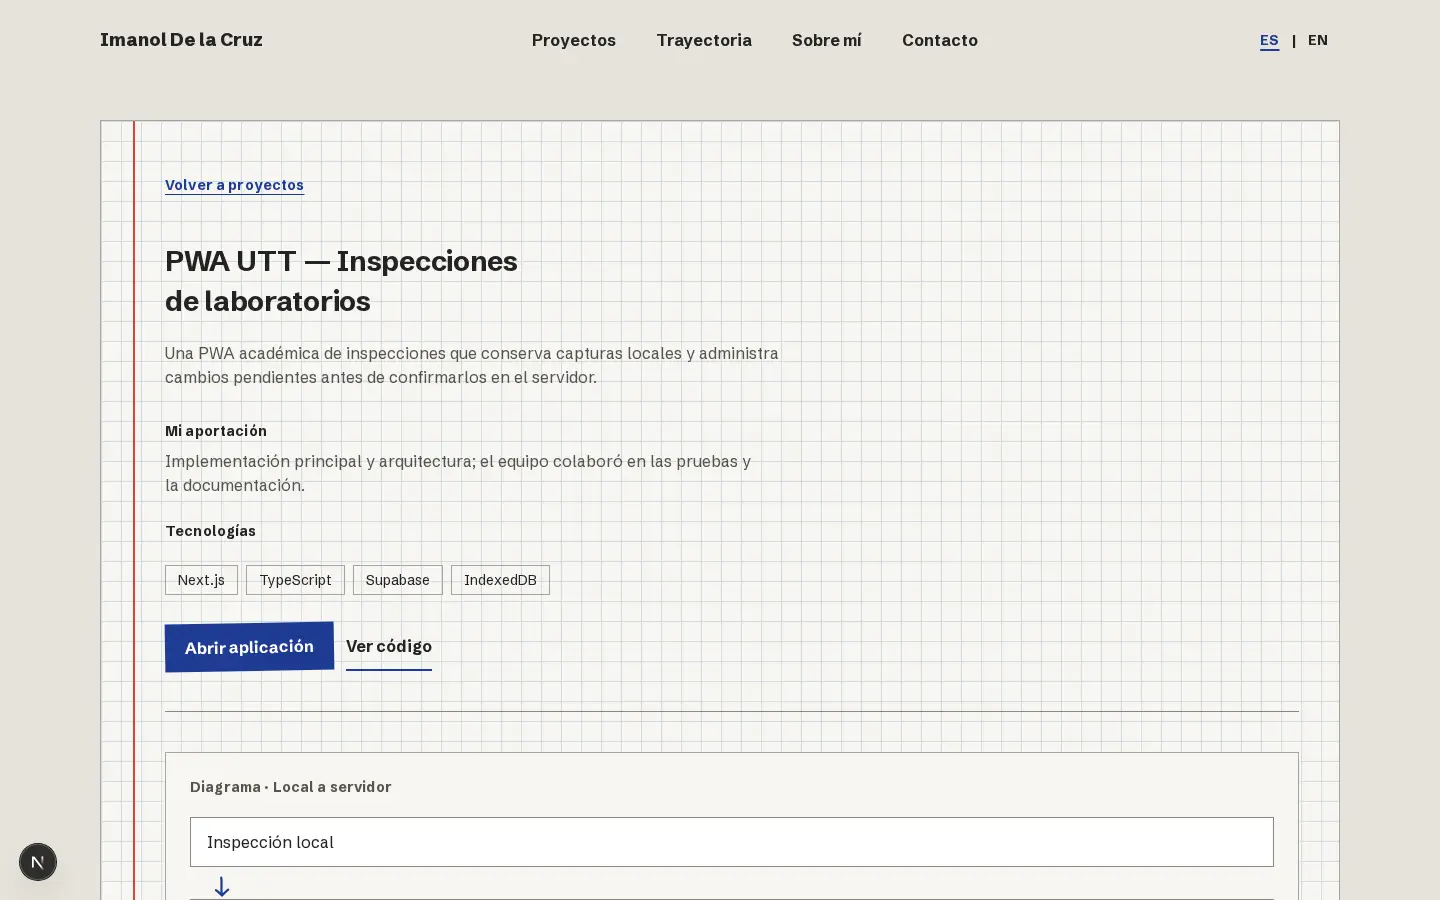 Imanol De la Cruz
Proyectos
Trayectoria
Sobre mí
Contacto
ES | EN
Volver a proyectos
PWA UTT — Inspecciones
de laboratorios
Una PWA académica de inspecciones que conserva capturas locales y administra
cambios pendientes antes de confirmarlos en el servidor.
Mi aportación
Implementación principal y arquitectura; el equipo colaboró en las pruebas y
la documentación.
Tecnologías
Next.js
TypeScript
Supabase
IndexedDB
Abrir aplicación
Ver código
Diagrama · Local a servidor
Inspección local
N